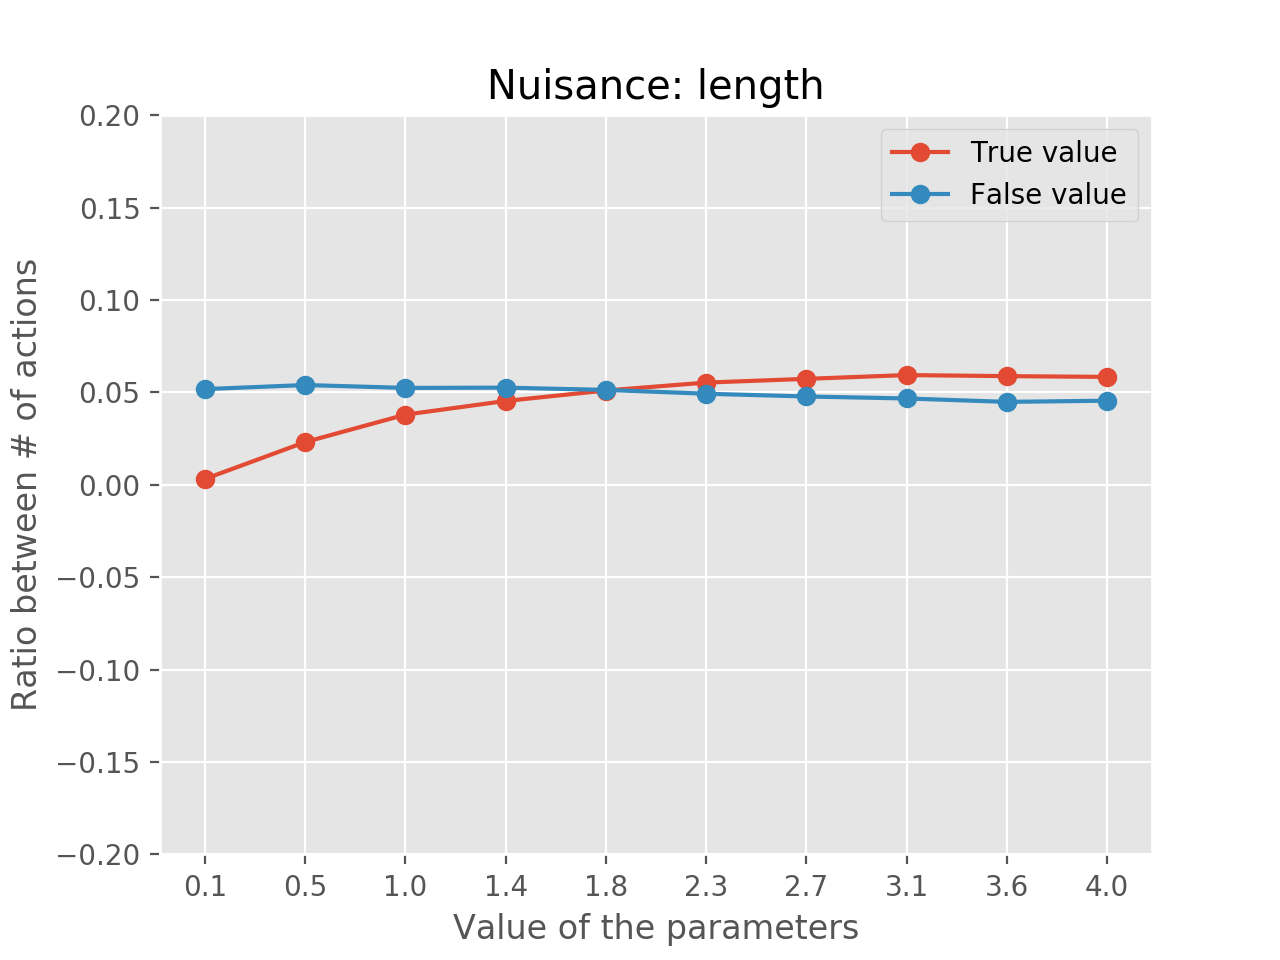 Nuisance: length
True value
False value
Ratio between # of actions
0.20
0.15
0.10
0.05
0.00
−0.05
−0.10
−0.15
−0.20
0.1 0.5 1.0 1.4 1.8 2.3 2.7 3.1 3.6 4.0
Value of the parameters